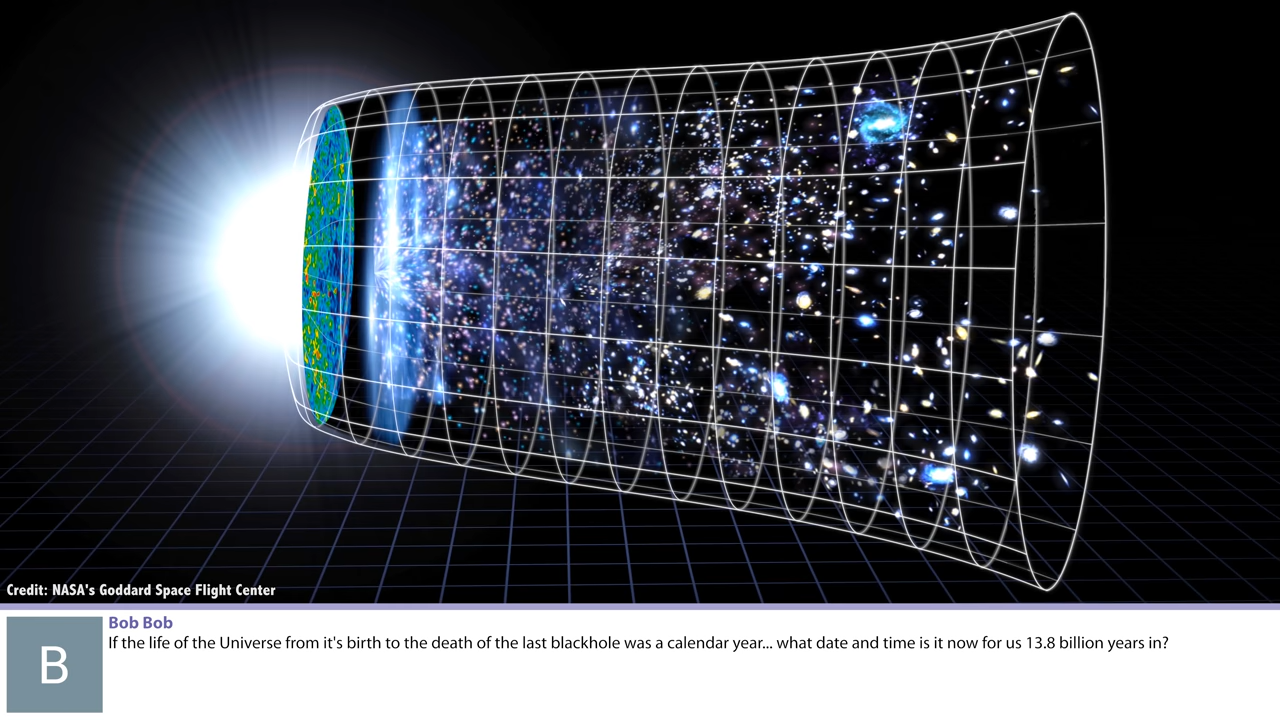 Credit: NASA's Goddard Space Flight Center
Bob Bob
If the life of the Universe from it's birth to the death of the last blackhole was a calendar year... what date and time is it now for us 13.8 billion years in?
B